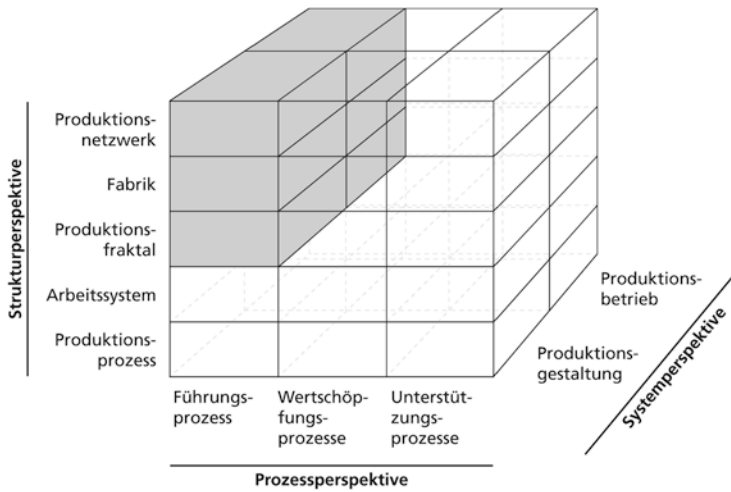 Strukturperspektive
Produktions-
netzwerk
Fabrik
Produktions-
fraktal
Arbeitssystem
Produktions-
prozess
Führungs-
prozess
Wertschöp-
fungs-
prozesse
Unterstüt-
zungs-
prozesse
Prozessperspektive
Produktions-
betrieb
Produktions-
gestaltung
Systemperspektive